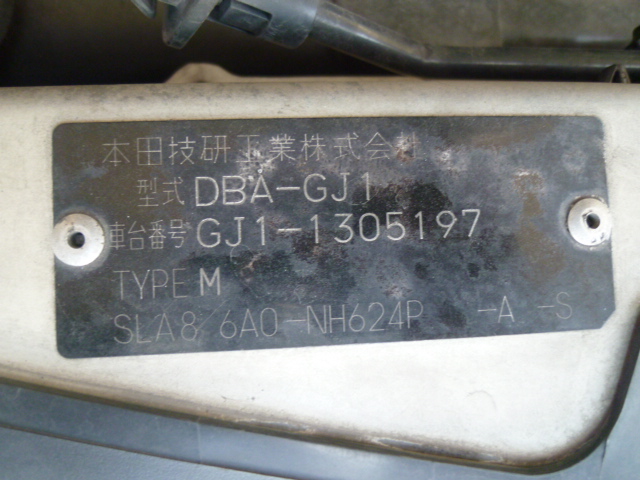 本田技研工業株式会社
型式 DBA-GJ1
車台番号 GJ1-1305197
TYPE M
SLA8 6A0-NH624P -A -S